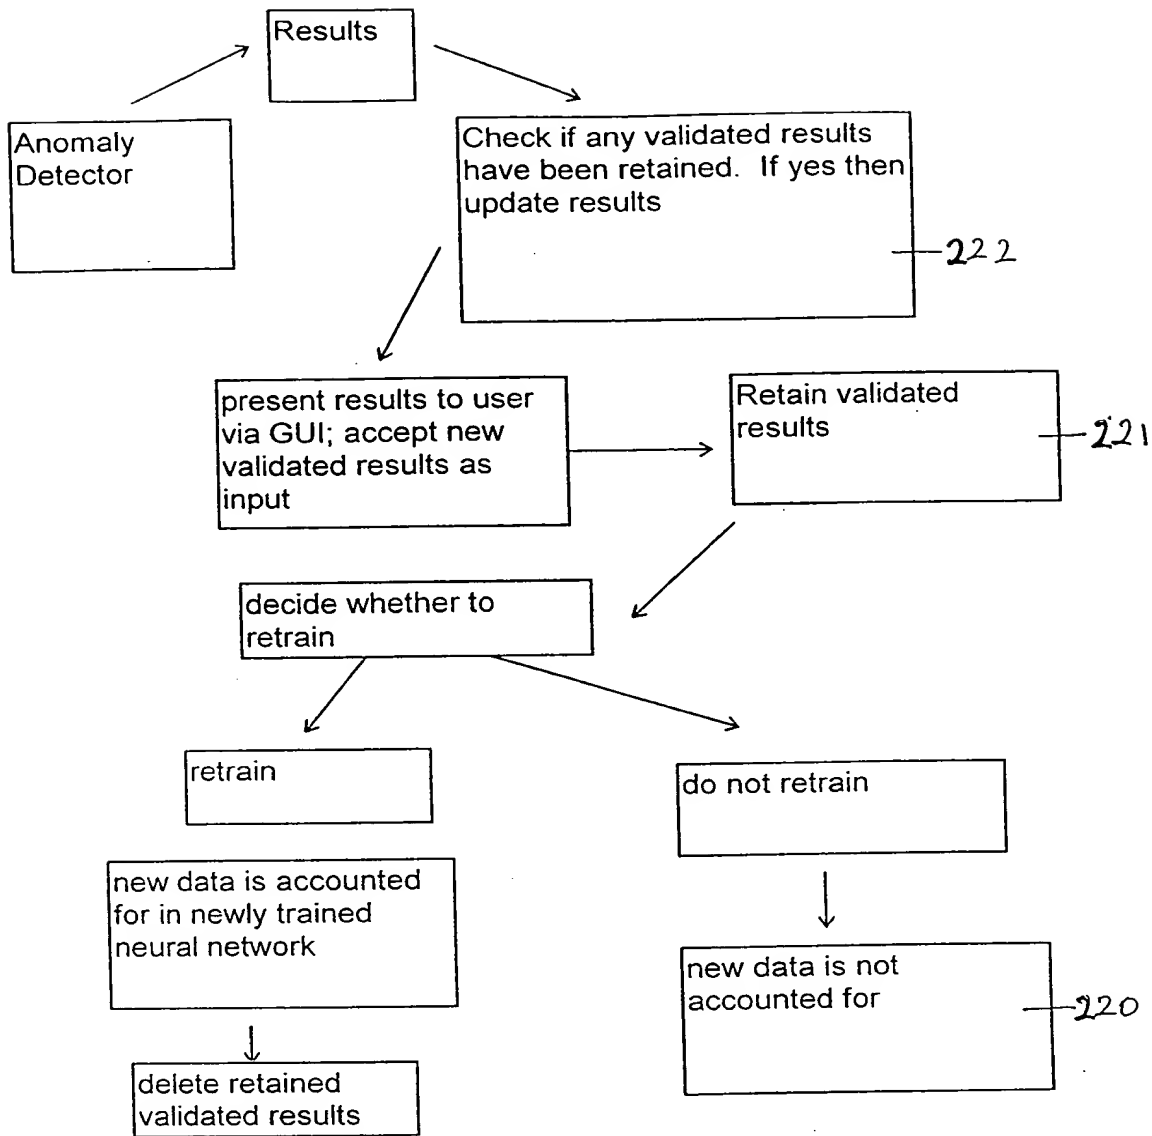 Results
Anomaly
Detector
Check if any validated results
have been retained. If yes then
update results
222
present results to user
via GUI; accept new
validated results as
input
Retain validated
results
221
decide whether to
retrain
retrain
do not retrain
new data is accounted
for in newly trained
neural network
new data is not
accounted for
220
delete retained
validated results